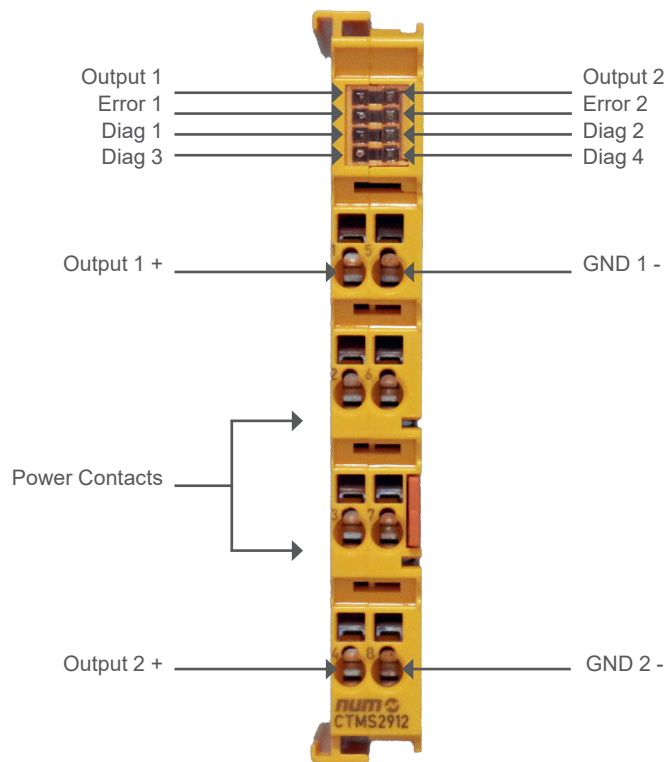 Output 1
Output 2
Error 1
Error 2
Diag 1
Diag 2
Diag 3
Diag 4
1 5
Output 1 +
GND 1 -
2 6
Power Contacts
3 7
4 8
Output 2 +
GND 2 -
num
CTMS2912